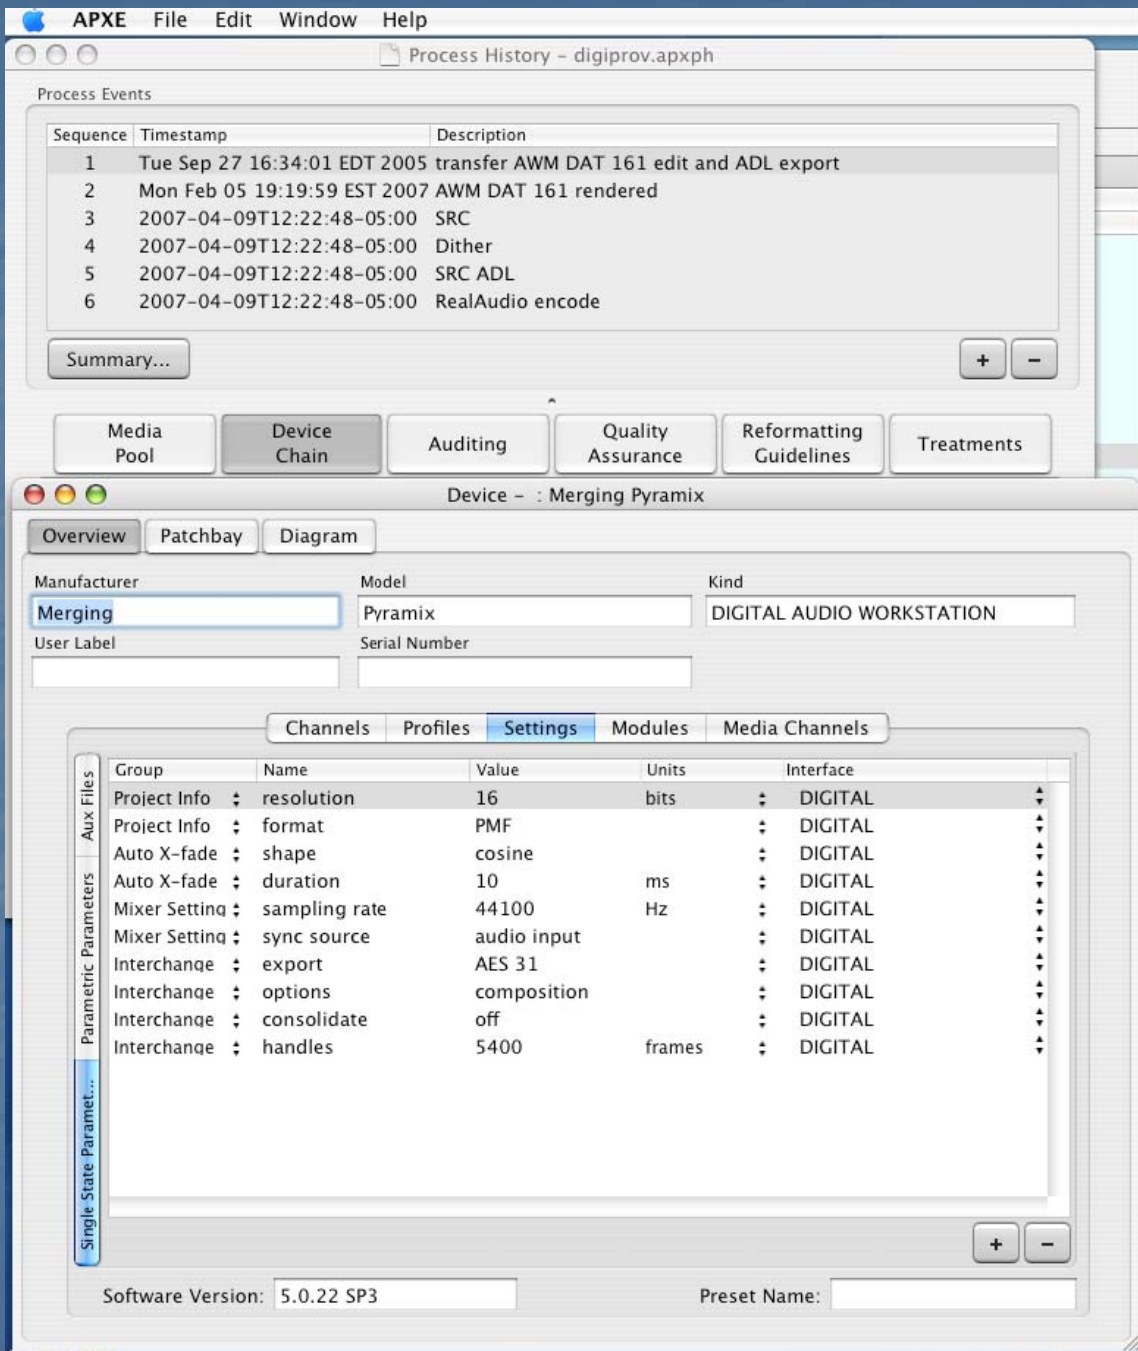 APXE File Edit Window Help
Process History – digiprov.apxph
Process Events
Sequence Timestamp Description
1 Tue Sep 27 16:34:01 EDT 2005 transfer AWM DAT 161 edit and ADL export
2 Mon Feb 05 19:19:59 EST 2007 AWM DAT 161 rendered
3 2007-04-09T12:22:48-05:00 SRC
4 2007-04-09T12:22:48-05:00 Dither
5 2007-04-09T12:22:48-05:00 SRC ADL
6 2007-04-09T12:22:48-05:00 RealAudio encode
Summary... + -
Media Pool Device Chain Auditing Quality Assurance Reformatting Guidelines Treatments
Device – : Merging Pyramix
Overview Patchbay Diagram
Manufacturer Model Kind
Merging Pyramix DIGITAL AUDIO WORKSTATION
User Label Serial Number
Channels Profiles Settings Modules Media Channels
Aux Files
Parametric Parameters
Single State Paramet...
Group Name Value Units Interface
Project Info resolution 16 bits DIGITAL
Project Info format PMF DIGITAL
Auto X-fade shape cosine DIGITAL
Auto X-fade duration 10 ms DIGITAL
Mixer Setting sampling rate 44100 Hz DIGITAL
Mixer Setting sync source audio input DIGITAL
Interchange export AES 31 DIGITAL
Interchange options composition DIGITAL
Interchange consolidate off DIGITAL
Interchange handles 5400 frames DIGITAL
+ -
Software Version: 5.0.22 SP3 Preset Name: